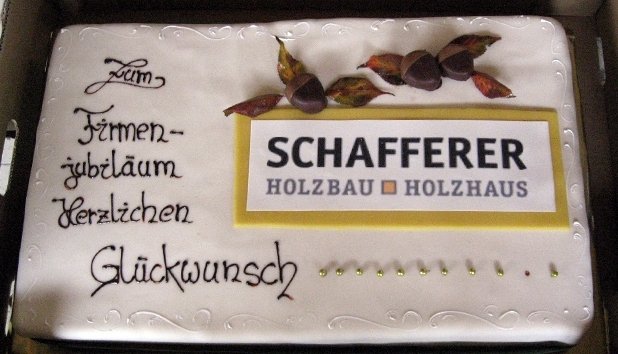 Zum
Firmen-
jubiläum
Herzlichen
Glückwunsch
SCHAFFERER
HOLZBAU HOLZHAUS